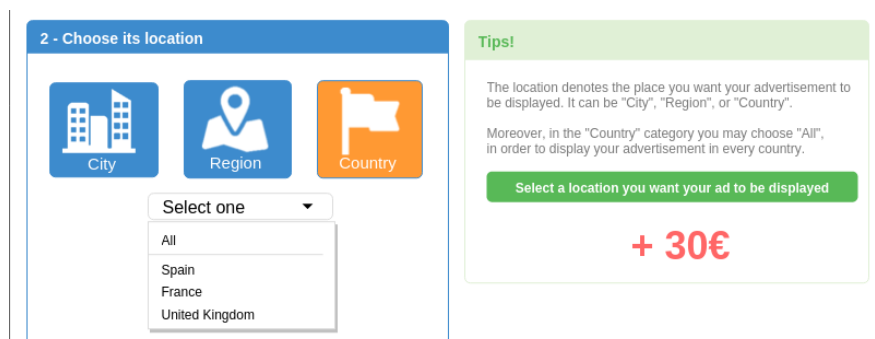 2 - Choose its location
City
Region
Country
Select one
All
Spain
France
United Kingdom
Tips!
The location denotes the place you want your advertisement to
be displayed. It can be "City", "Region", or "Country".
Moreover, in the "Country" category you may choose "All",
in order to display your advertisement in every country.
Select a location you want your ad to be displayed
+ 30€